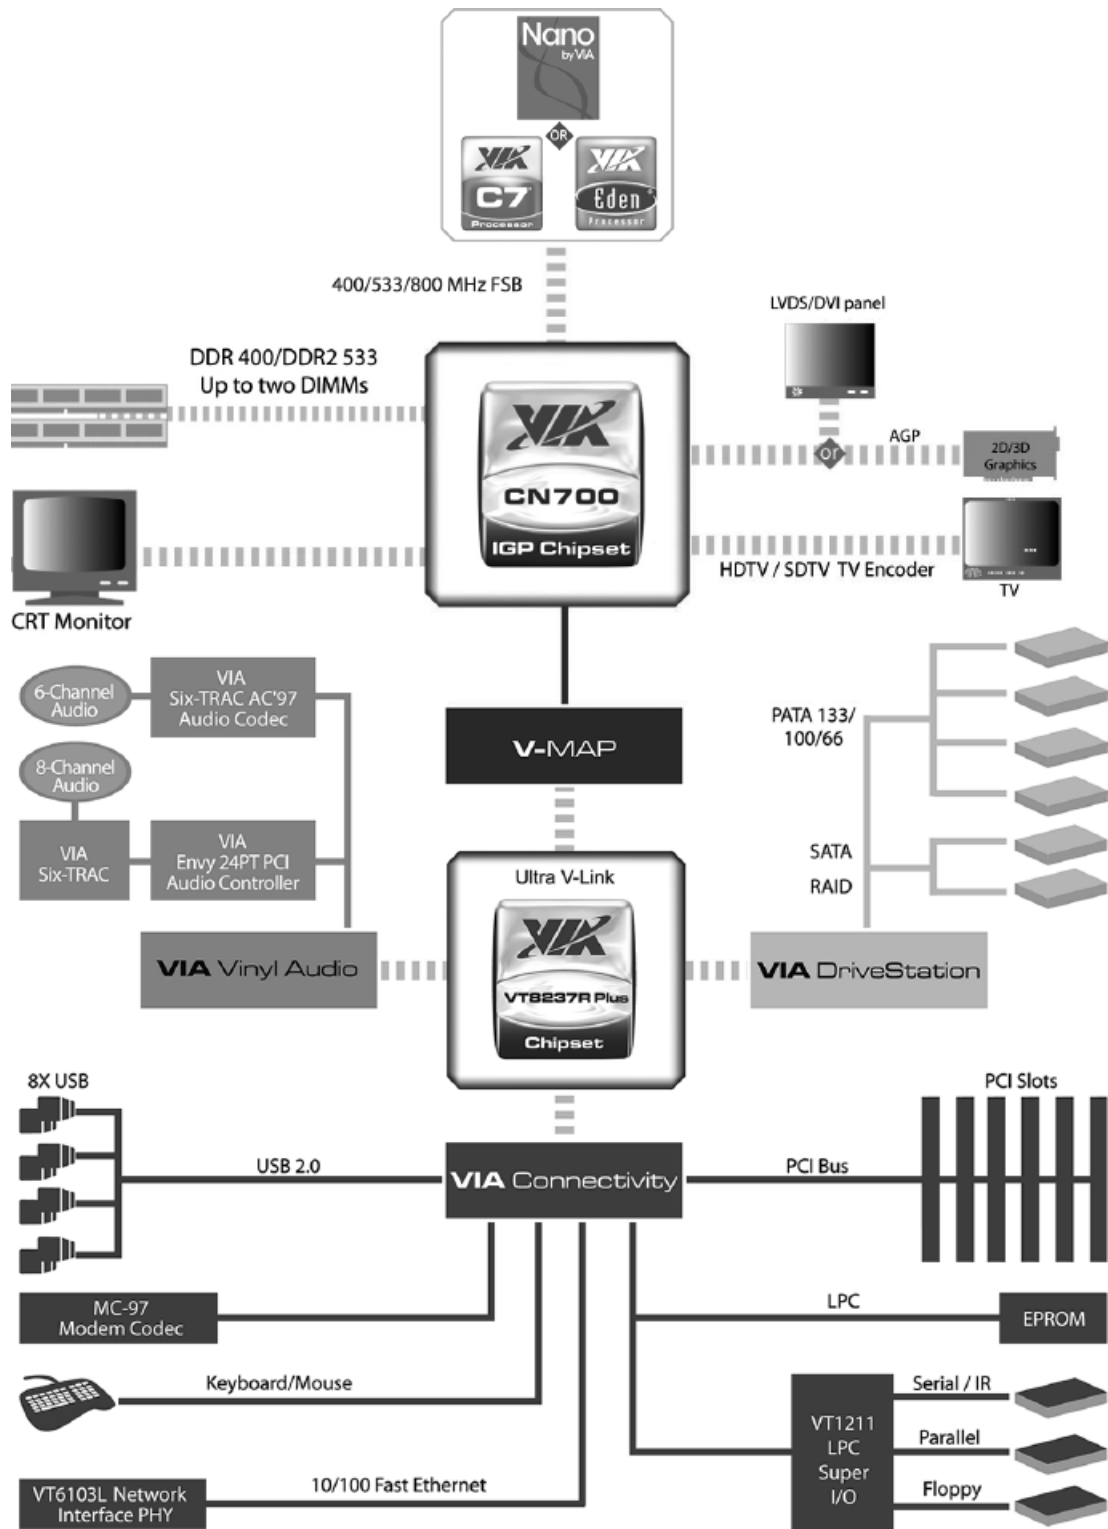 Nano
by VIA
OR
VIA
C7
Processor
VIA
Eden
Processor
400/533/800 MHz FSB
LVDS/DVI panel
DDR 400/DDR2 533
Up to two DIMMs
VIA
CN700
IGP Chipset
AGP
or
2D/3D
Graphics
HDTV / SDTV TV Encoder
TV
CRT Monitor
6-Channel
Audio
VIA
Six-TRAC AC'97
Audio Codec
8-Channel
Audio
VIA
Six-TRAC
VIA
Envy 24PT PCI
Audio Controller
V-MAP
PATA 133/
100/66
SATA
RAID
Ultra V-Link
VIA Vinyl Audio
VIA
VT8237R Plus
Chipset
VIA DriveStation
8X USB
USB 2.0
VIA Connectivity
PCI Bus
PCI Slots
MC-97
Modem Codec
LPC
EPROM
Keyboard/Mouse
VT1211
LPC
Super
I/O
Serial / IR
Parallel
Floppy
10/100 Fast Ethernet
VT6103L Network
Interface PHY